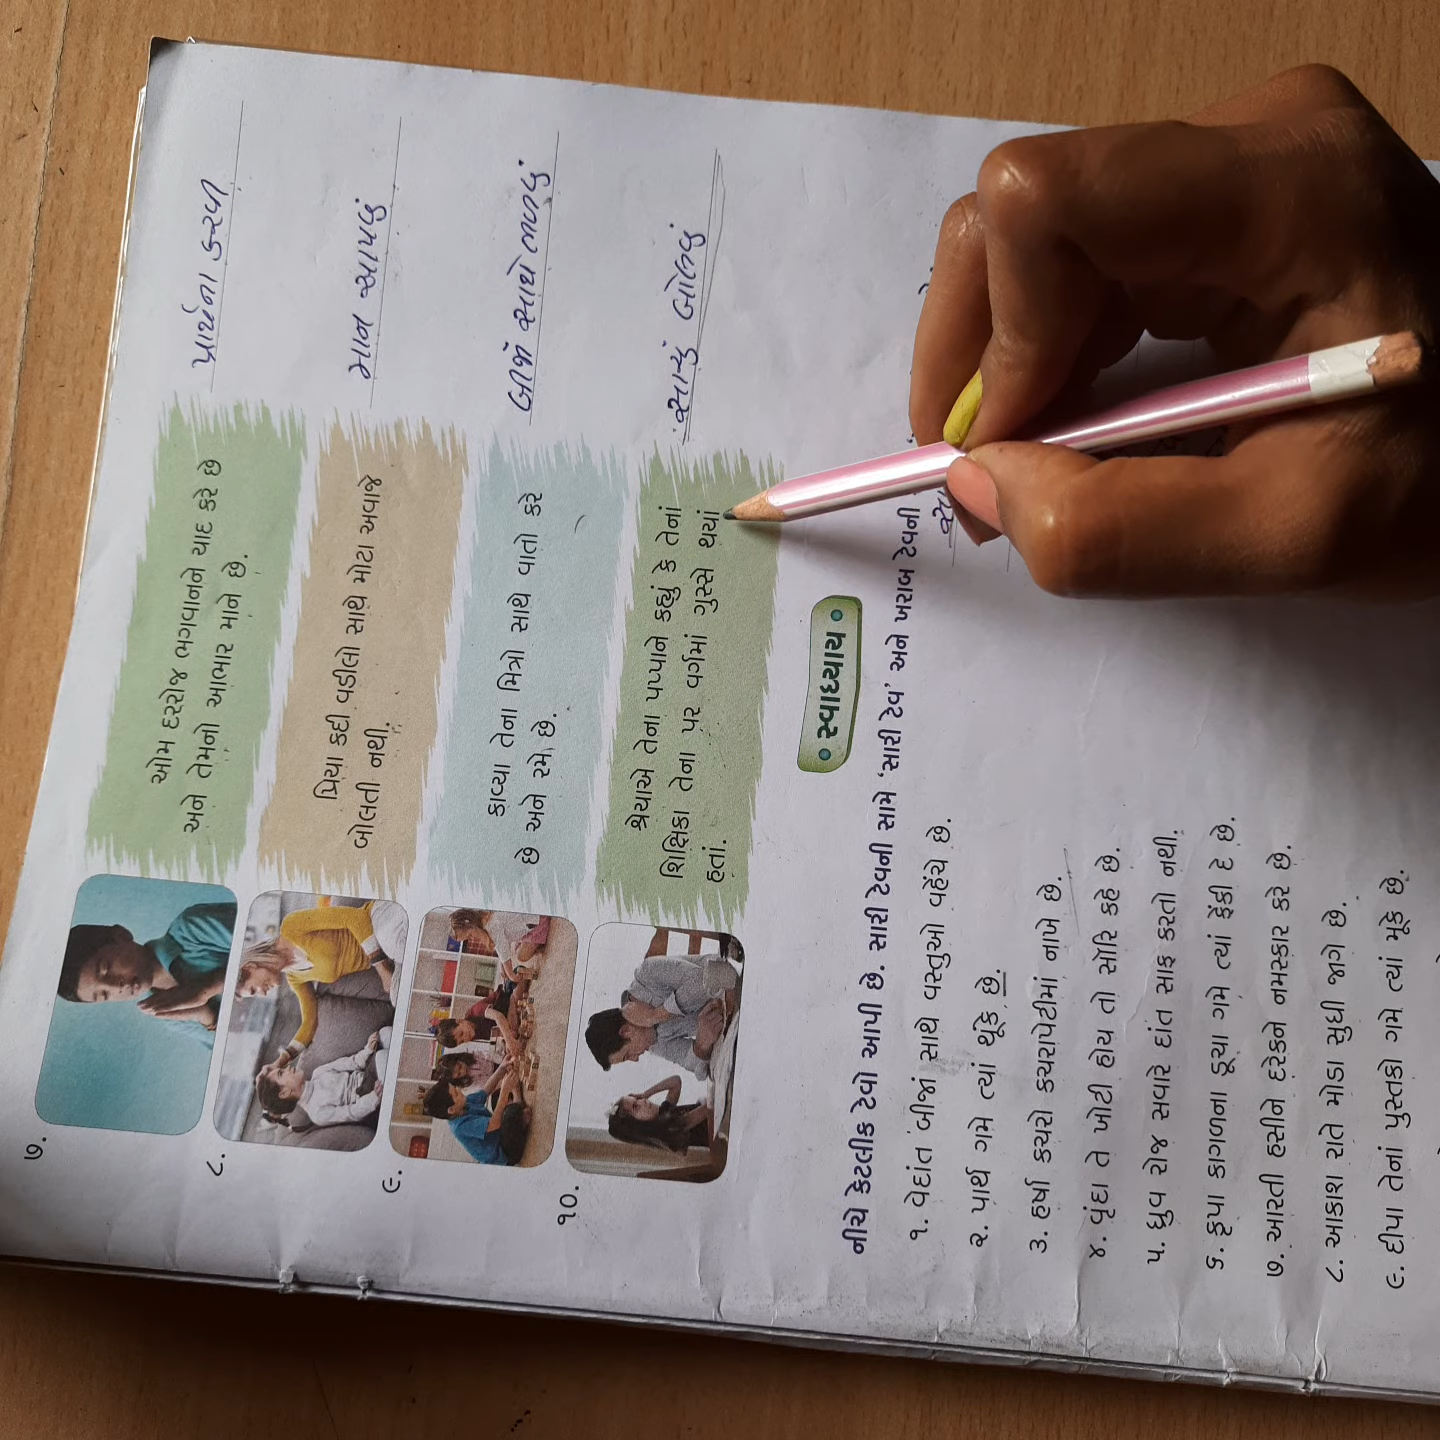 ૭.
ઓમ દરરોજ ભગવાનને યાદ કરે છે
અને તેમનો આભાર માને છે.
પ્રાર્થના કરવી
૮.
પ્રિયા કદી વડીલો સાથે મોટા અવાજે
બોલતી નથી.
માન આપવું
૯.
કાવ્યા તેના મિત્રો સાથે વાતો કરે
છે અને રમે છે.
બીજા સાથે ભળવું
૧૦.
શ્રેયાએ તેના પપ્પાને કહ્યું કે તેનાં
શિક્ષિકા તેના પર વર્ગમાં ગુસ્સે થયાં
હતાં.
સાચું બોલવું
• સ્વાધ્યાય •
નીચે કેટલીક ટેવો આપી છે. સારી ટેવની સામે ‘સારી ટેવ’ અને ખરાબ ટેવની
૧. વેદાંત બીજાં સાથે વસ્તુઓ વહેંચે છે.
૨. પાર્થ ગમે ત્યાં થૂંકે છે.
૩. હર્ષા કચરો કચરાપેટીમાં નાખે છે.
૪. વૃંદા તે ખોટી હોય તો સોરિ કહે છે.
૫. ધ્રુવ રોજ સવારે દાંત સાફ કરતો નથી.
૬. કૃપા કાગળના ડૂચા ગમે ત્યાં ફેંકી દે છે.
૭. આરતી હસીને દરેકને નમસ્કાર કરે છે.
૮. આકાશ રાતે મોડા સુધી જાગે છે.
૯. દીપા તેનાં પુસ્તકો ગમે ત્યાં મૂકે છે.